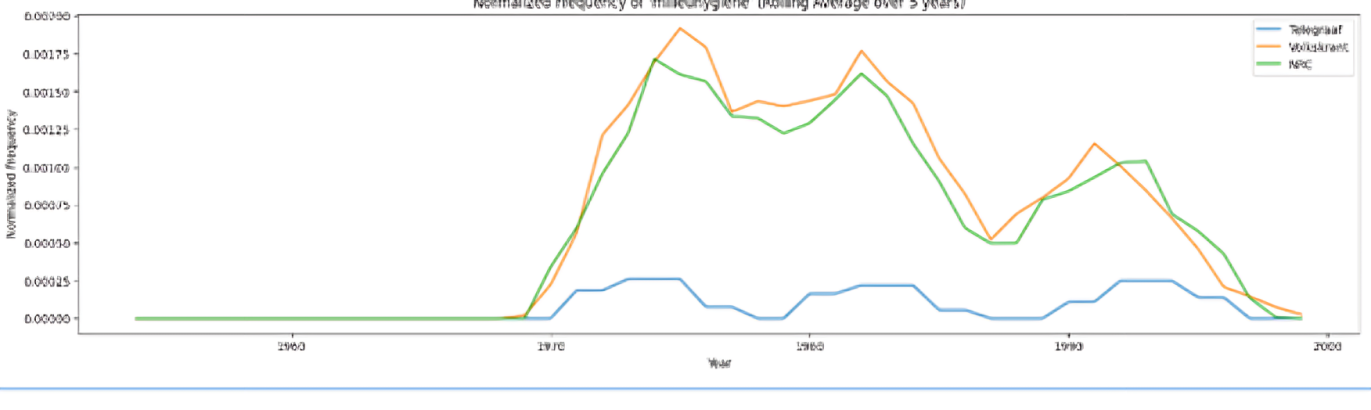 Normalized Frequency of 'milieuhygiëne' (Rolling Average over 5 years)
0.00200
0.00175
0.00150
0.00125
0.00100
0.00075
0.00050
0.00025
0.00000
Normalized Frequency
1960
1970
1980
1990
2000
Year
Telegraaf
Volkskrant
NRC